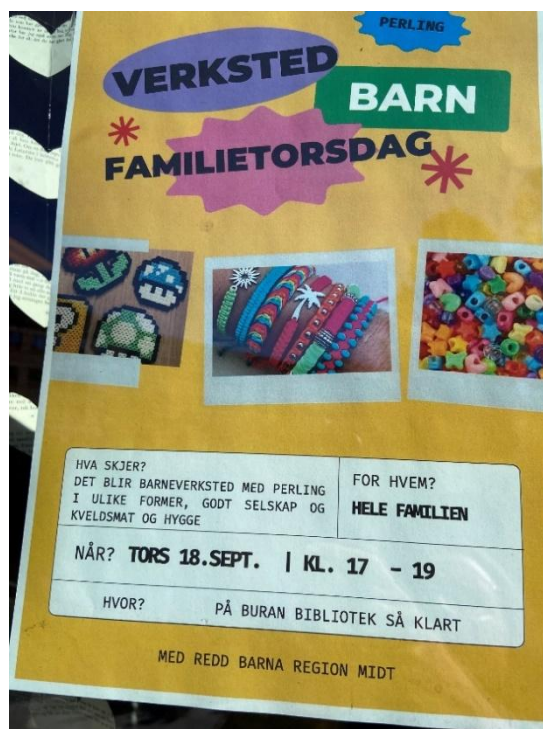 PERLING
VERKSTED
BARN
FAMILIETORSDAG
HVA SKJER?
DET BLIR BARNEVERKSTED MED PERLING
I ULIKE FORMER, GODT SELSKAP OG
KVELDSMAT OG HYGGE
FOR HVEM?
HELE FAMILIEN
NÅR? TORS 18.SEPT. | KL. 17 - 19
HVOR? PÅ BURAN BIBLIOTEK SÅ KLART
MED REDD BARNA REGION MIDT